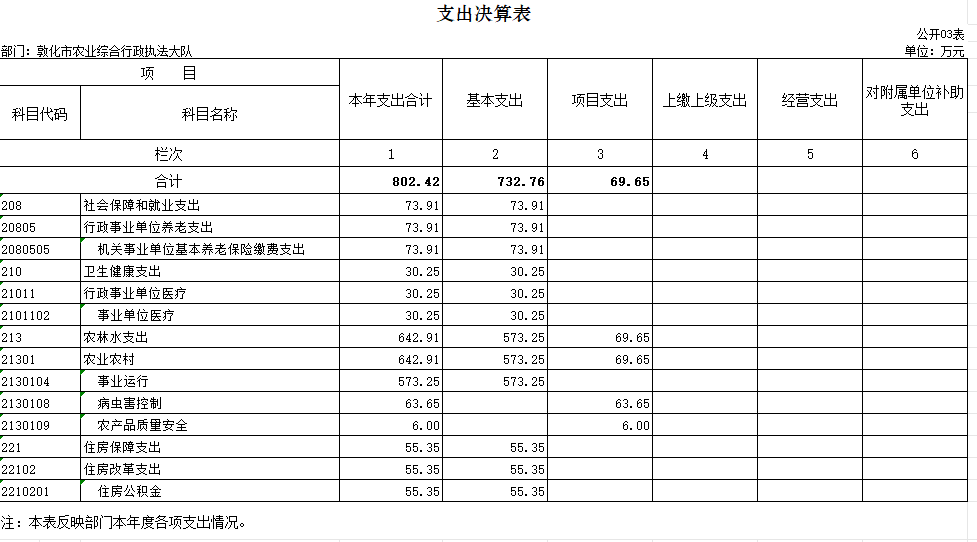 支出决算表
公开03表
部门：敦化市农业综合行政执法大队 单位：万元
项 目 本年支出合计 基本支出 项目支出 上缴上级支出 经营支出 对附属单位补助支出
科目代码 科目名称
栏次 1 2 3 4 5 6
合计 802.42 732.76 69.65
208 社会保障和就业支出 73.91 73.91
20805 行政事业单位养老支出 73.91 73.91
2080505 机关事业单位基本养老保险缴费支出 73.91 73.91
210 卫生健康支出 30.25 30.25
21011 行政事业单位医疗 30.25 30.25
2101102 事业单位医疗 30.25 30.25
213 农林水支出 642.91 573.25 69.65
21301 农业农村 642.91 573.25 69.65
2130104 事业运行 573.25 573.25
2130108 病虫害控制 63.65 63.65
2130109 农产品质量安全 6.00 6.00
221 住房保障支出 55.35 55.35
22102 住房改革支出 55.35 55.35
2210201 住房公积金 55.35 55.35
注：本表反映部门本年度各项支出情况。